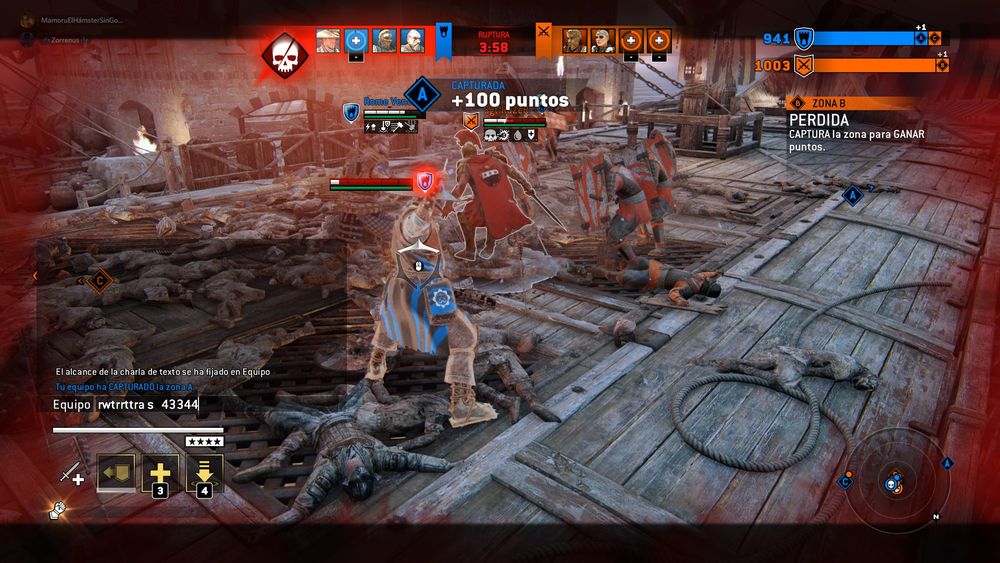 MamoruElHámsterSinGo...
Zorrenus
RUPTURA
3:58
941
+1
1003
+1
A
CAPTURADA
+100 puntos
B ZONA B
PERDIDA
CAPTURA la zona para GANAR
puntos.
A
C
El alcance de la charla de texto se ha fijado en Equipo
Tu equipo ha CAPTURADO la zona A.
Equipo rwtrrttra s 43344
3
4
A
C
N